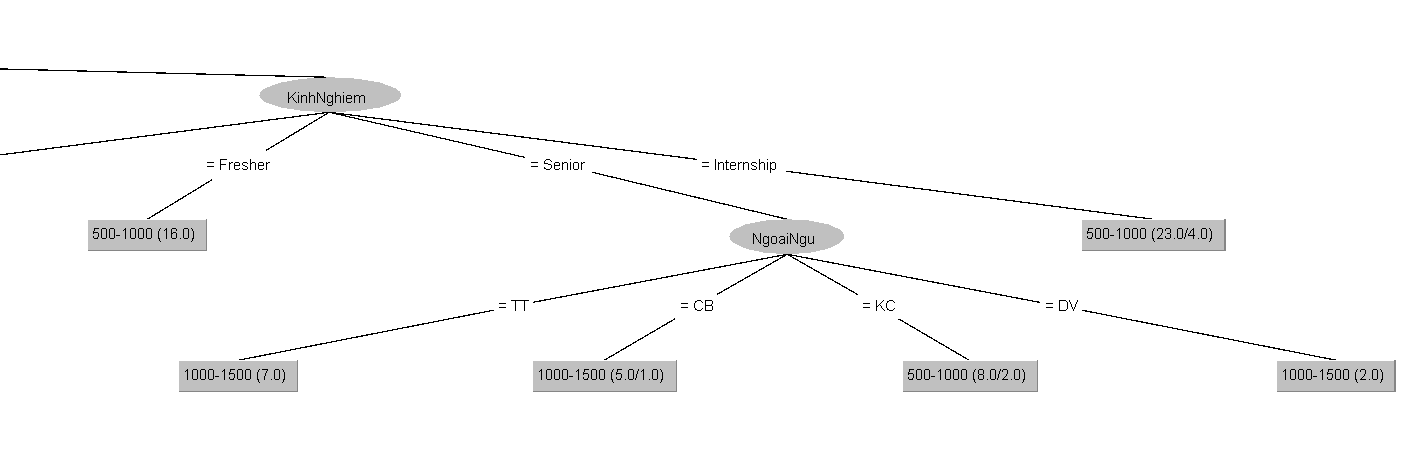 KinhNghiem
= Fresher
= Senior
= Internship
500-1000 (16.0)
NgoaiNgu
500-1000 (23.0/4.0)
= TT
= CB
= KC
= DV
1000-1500 (7.0)
1000-1500 (5.0/1.0)
500-1000 (8.0/2.0)
1000-1500 (2.0)